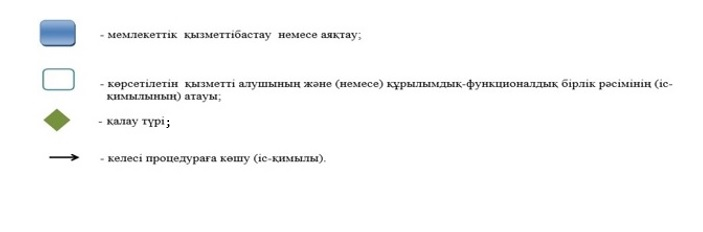 - мемлекеттік қызметтібастау немесе аяқтау;
- көрсетілетін қызметті алушының және (немесе) құрылымдық-функционалдық бірлік рәсімінің (іс-
қимылының) атауы;
- қалау түрі;
- келесі процедураға көшу (іс-қимылы).